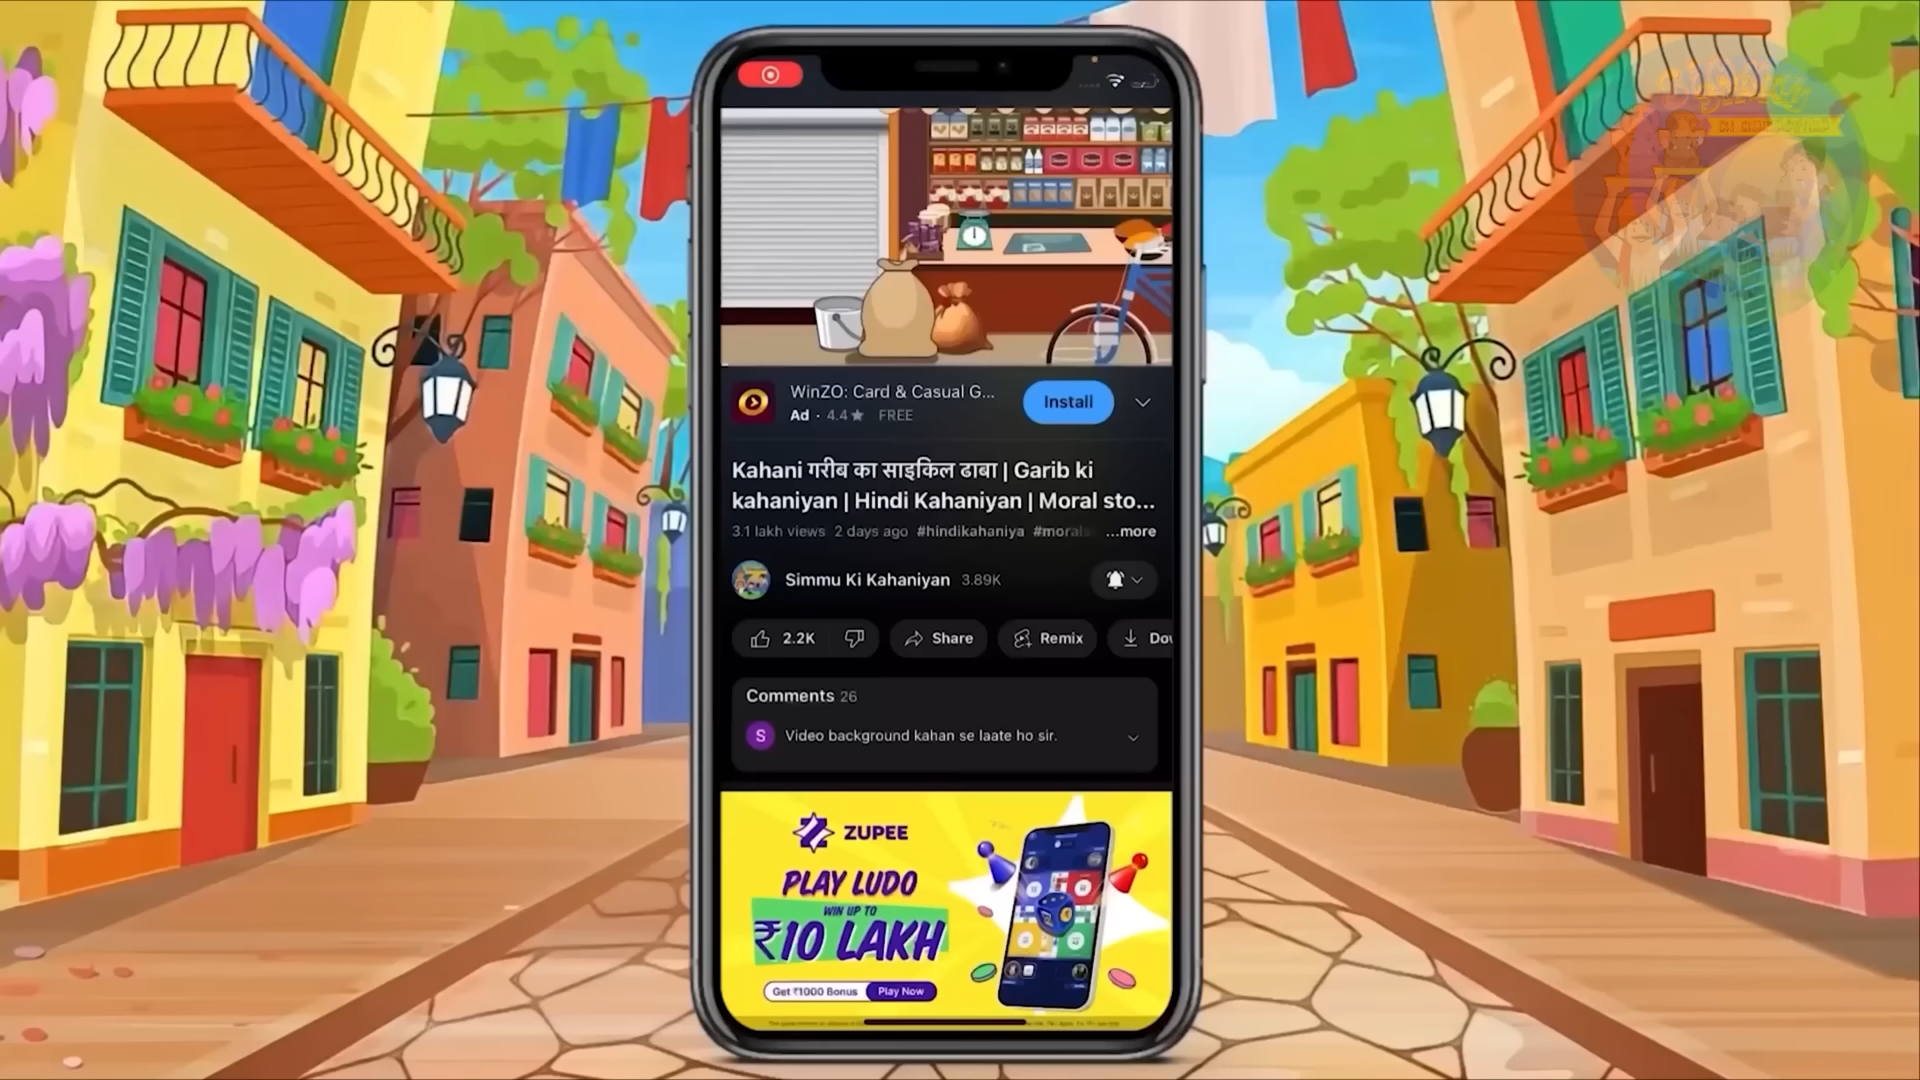 WinZO: Card & Casual G...
Install
Ad · 4.4★ FREE
Kahani गरीब का साइकिल ढाबा | Garib ki
kahaniyan | Hindi Kahaniyan | Moral sto...
3.1 lakh views 2 days ago #hindikahaniya #morals ...more
Simmu Ki Kahaniyan 3.89K
2.2K
Share
Remix
Dov
Comments 26
S
Video background kahan se laate ho sir.
ZUPEE
PLAY LUDO
WIN UP TO
₹10 LAKH
Get ₹1000 Bonus
Play Now